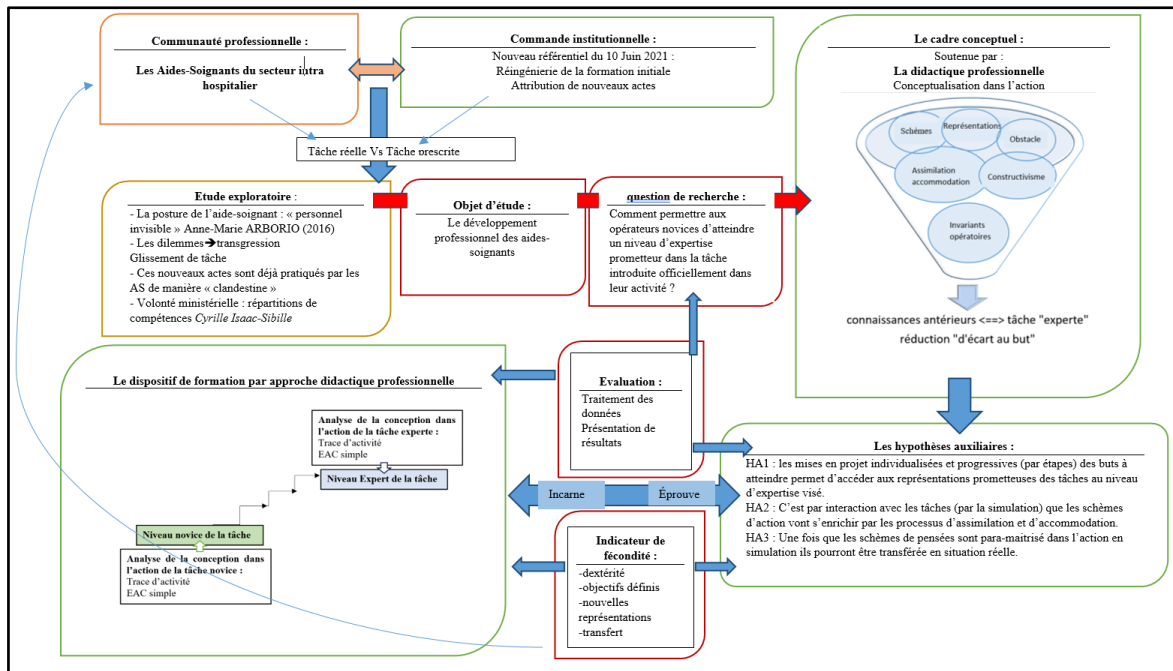 Communauté professionnelle :
Les Aides-Soignants du secteur intra
hospitalier
Commande institutionnelle :
Nouveau référentiel du 10 Juin 2021 :
Réingénierie de la formation initiale
Attribution de nouveaux actes
Tâche réelle Vs Tâche prescrite
Le cadre conceptuel :
Soutenue par :
La didactique professionnelle
Conceptualisation dans l'action
Schèmes
Représentations
Obstacle
Assimilation
accommodation
Constructivisme
Invariants
opératoires
connaissances antérieurs <==> tâche "experte"
réduction "d'écart au but"
Etude exploratoire :
- La posture de l'aide-soignant : « personnel
invisible » Anne-Marie ARBORIO (2016)
- Les dilemmes➔transgression
Glissement de tâche
- Ces nouveaux actes sont déjà pratiqués par les
AS de manière « clandestine »
- Volonté ministérielle : répartitions de
compétences Cyrille Isaac-Sibille
Objet d'étude :
Le développement
professionnel des aides-
soignants
question de recherche :
Comment permettre aux
opérateurs novices d'atteindre
un niveau d'expertise
prometteur dans la tâche
introduite officiellement dans
leur activité ?
Le dispositif de formation par approche didactique professionnelle
Analyse de la conception dans
l'action de la tâche experte :
Trace d'activité
EAC simple
Niveau Expert de la tâche
Niveau novice de la tâche
Analyse de la conception dans
l'action de la tâche novice :
Trace d'activité
EAC simple
Evaluation :
Traitement des
données
Présentation de
résultats
Incarne
Éprouve
Indicateur de
fécondité :
-dextérité
-objectifs définis
-nouvelles
représentations
-transfert
Les hypothèses auxiliaires :
HA1 : les mises en projet individualisées et progressives (par étapes) des buts à
atteindre permet d'accéder aux représentations prometteuses des tâches au niveau
d'expertise visé.
HA2 : C'est par interaction avec les tâches (par la simulation) que les schèmes
d'action vont s'enrichir par les processus d'assimilation et d'accommodation.
HA3 : Une fois que les schèmes de pensées sont para-maitrisé dans l'action en
simulation ils pourront être transférée en situation réelle.